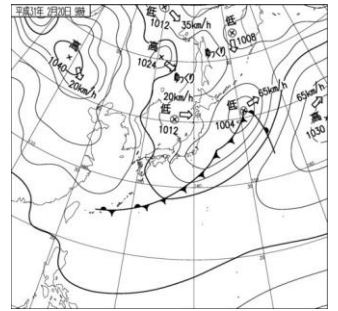 平成31年 2月20日 9時
低
1012
35km/h
低
1008
ゆっくり
高
1040
20km/h
高
1024
ゆっくり
20km/h
低
1012
低
1004
65km/h
65km/h
高
1030